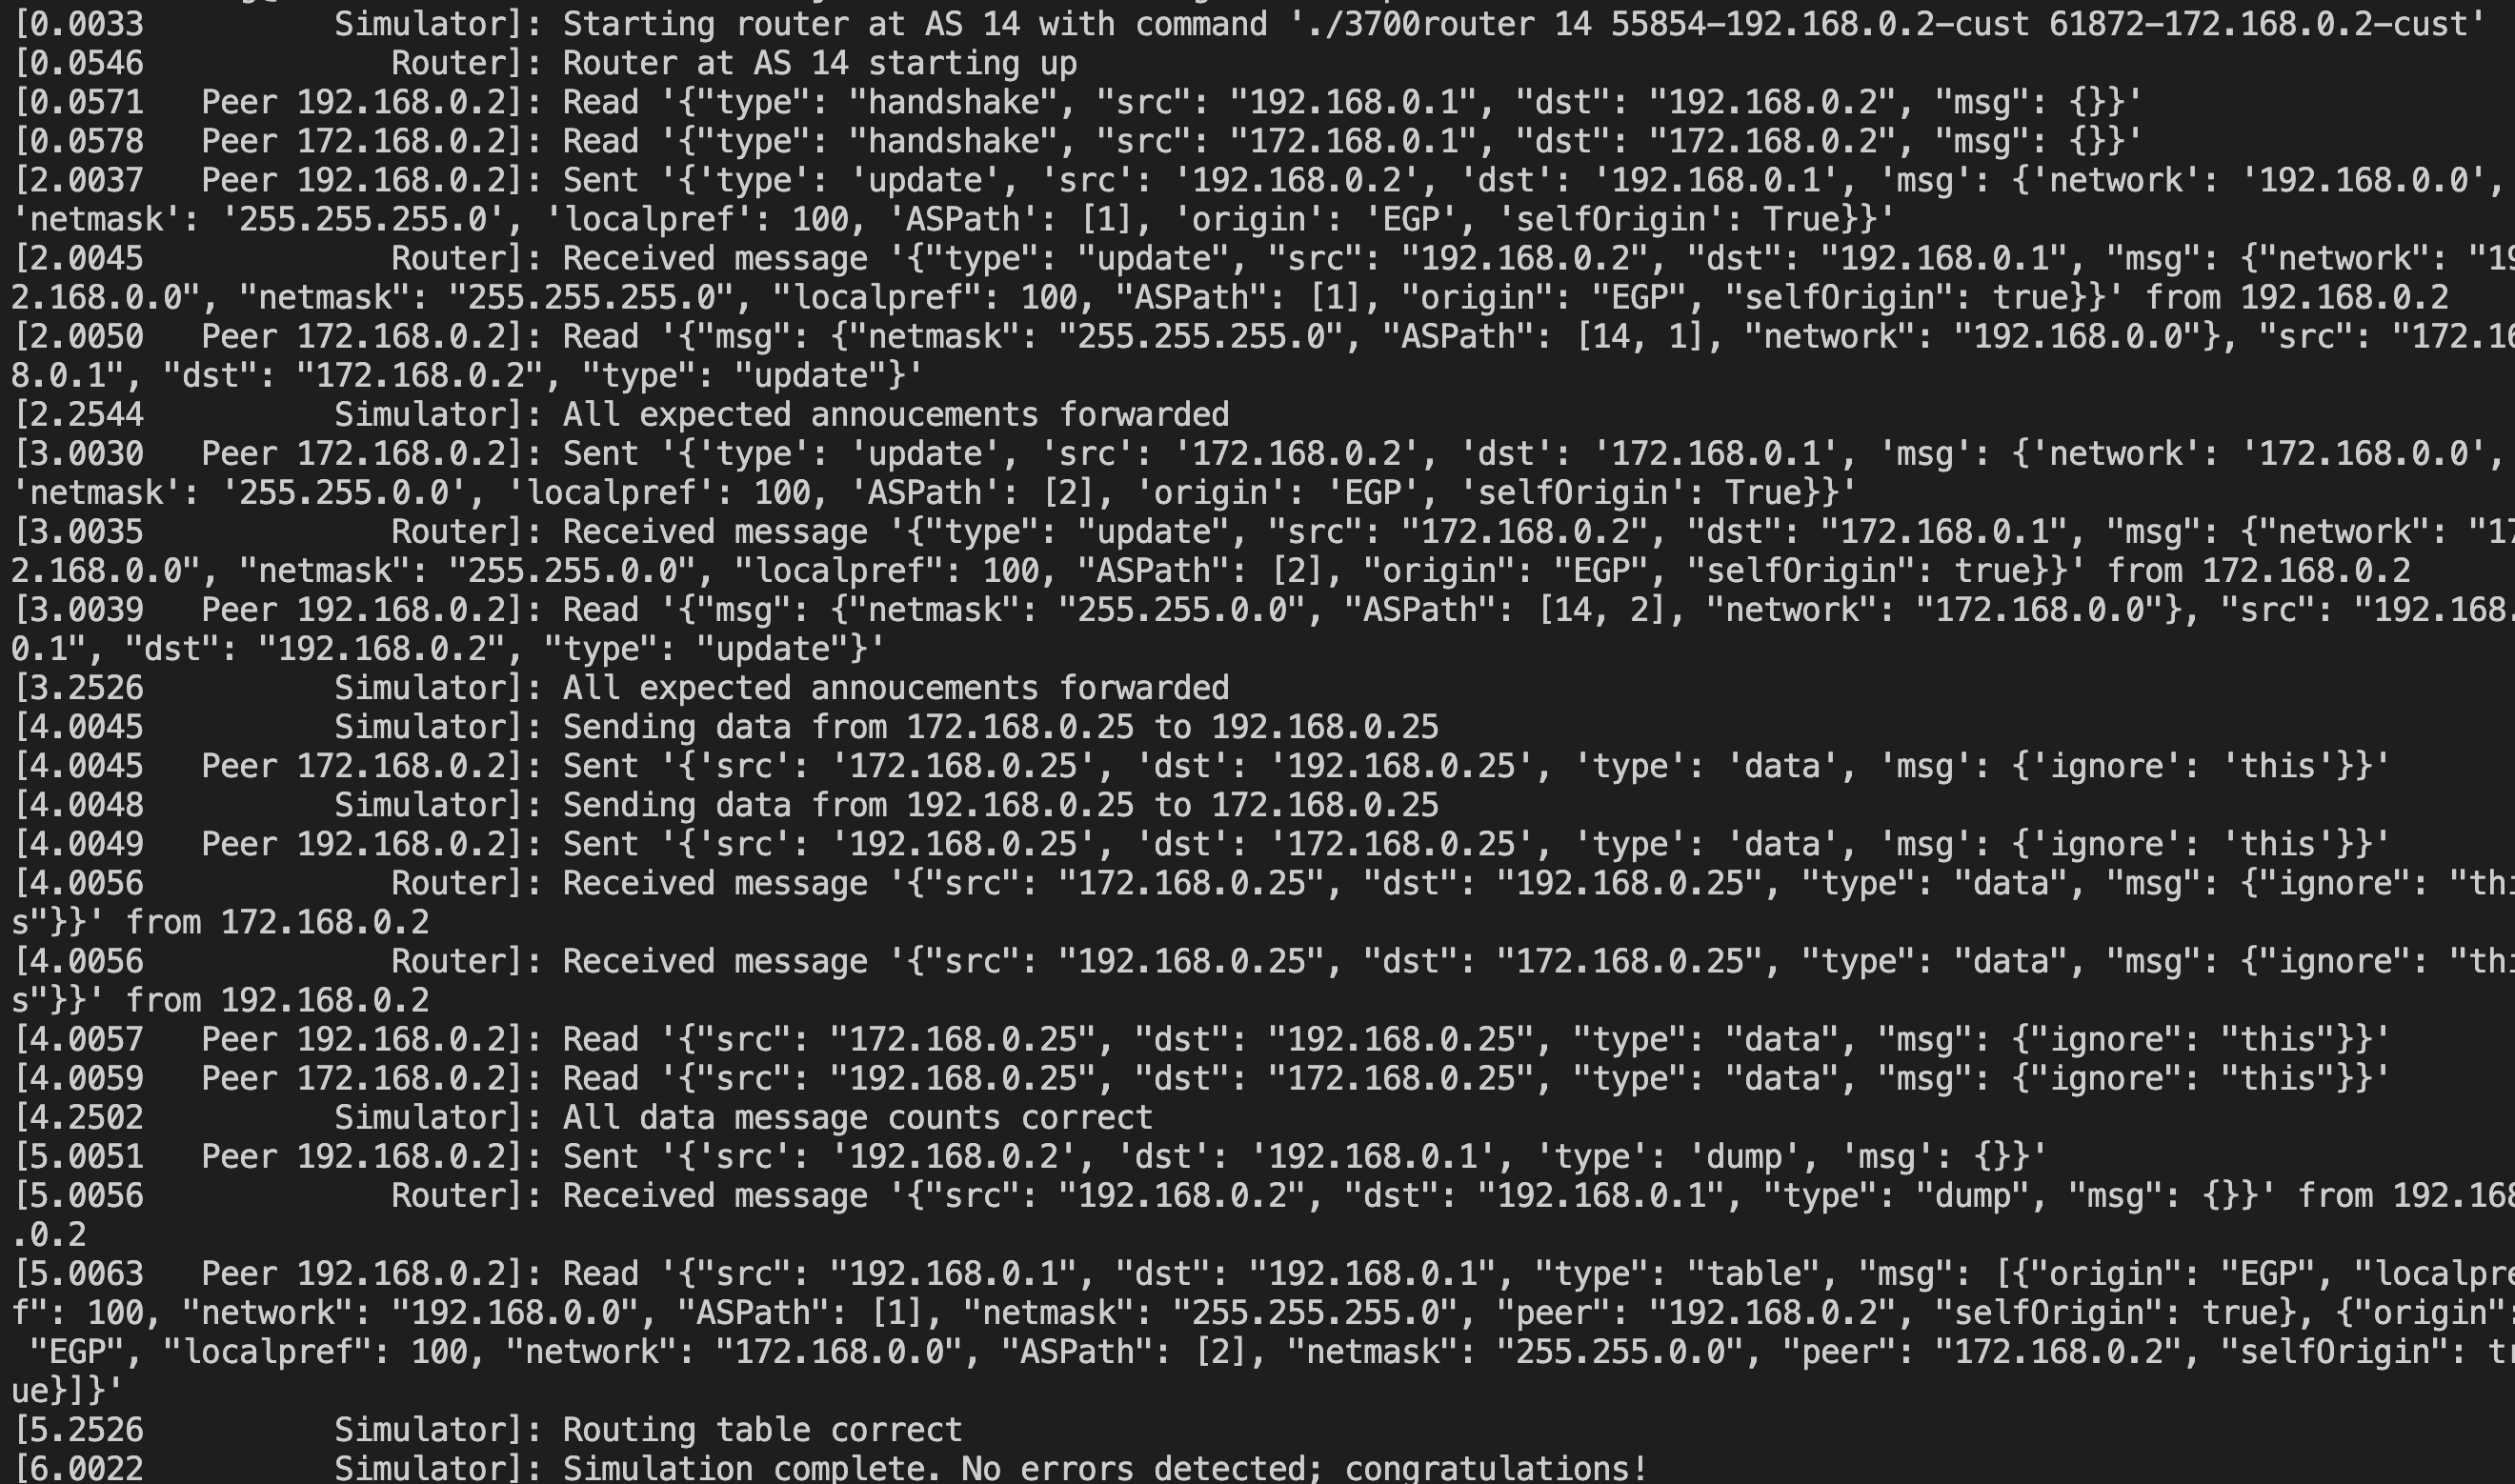 [0.0033          Simulator]: Starting router at AS 14 with command './3700router 14 55854-192.168.0.2-cust 61872-172.168.0.2-cust'
[0.0546             Router]: Router at AS 14 starting up
[0.0571   Peer 192.168.0.2]: Read '{"type": "handshake", "src": "192.168.0.1", "dst": "192.168.0.2", "msg": {}}'
[0.0578   Peer 172.168.0.2]: Read '{"type": "handshake", "src": "172.168.0.1", "dst": "172.168.0.2", "msg": {}}'
[2.0037   Peer 192.168.0.2]: Sent '{'type': 'update', 'src': '192.168.0.2', 'dst': '192.168.0.1', 'msg': {'network': '192.168.0.0',
'netmask': '255.255.255.0', 'localpref': 100, 'ASPath': [1], 'origin': 'EGP', 'selfOrigin': True}}'
[2.0045             Router]: Received message '{"type": "update", "src": "192.168.0.2", "dst": "192.168.0.1", "msg": {"network": "19
2.168.0.0", "netmask": "255.255.255.0", "localpref": 100, "ASPath": [1], "origin": "EGP", "selfOrigin": true}}' from 192.168.0.2
[2.0050   Peer 172.168.0.2]: Read '{"msg": {"netmask": "255.255.255.0", "ASPath": [14, 1], "network": "192.168.0.0"}, "src": "172.16
8.0.1", "dst": "172.168.0.2", "type": "update"}'
[2.2544          Simulator]: All expected annoucements forwarded
[3.0030   Peer 172.168.0.2]: Sent '{'type': 'update', 'src': '172.168.0.2', 'dst': '172.168.0.1', 'msg': {'network': '172.168.0.0',
'netmask': '255.255.0.0', 'localpref': 100, 'ASPath': [2], 'origin': 'EGP', 'selfOrigin': True}}'
[3.0035             Router]: Received message '{"type": "update", "src": "172.168.0.2", "dst": "172.168.0.1", "msg": {"network": "17
2.168.0.0", "netmask": "255.255.0.0", "localpref": 100, "ASPath": [2], "origin": "EGP", "selfOrigin": true}}' from 172.168.0.2
[3.0039   Peer 192.168.0.2]: Read '{"msg": {"netmask": "255.255.0.0", "ASPath": [14, 2], "network": "172.168.0.0"}, "src": "192.168.
0.1", "dst": "192.168.0.2", "type": "update"}'
[3.2526          Simulator]: All expected annoucements forwarded
[4.0045          Simulator]: Sending data from 172.168.0.25 to 192.168.0.25
[4.0045   Peer 172.168.0.2]: Sent '{'src': '172.168.0.25', 'dst': '192.168.0.25', 'type': 'data', 'msg': {'ignore': 'this'}}'
[4.0048          Simulator]: Sending data from 192.168.0.25 to 172.168.0.25
[4.0049   Peer 192.168.0.2]: Sent '{'src': '192.168.0.25', 'dst': '172.168.0.25', 'type': 'data', 'msg': {'ignore': 'this'}}'
[4.0056             Router]: Received message '{"src": "172.168.0.25", "dst": "192.168.0.25", "type": "data", "msg": {"ignore": "thi
s"}}' from 172.168.0.2
[4.0056             Router]: Received message '{"src": "192.168.0.25", "dst": "172.168.0.25", "type": "data", "msg": {"ignore": "thi
s"}}' from 192.168.0.2
[4.0057   Peer 192.168.0.2]: Read '{"src": "172.168.0.25", "dst": "192.168.0.25", "type": "data", "msg": {"ignore": "this"}}'
[4.0059   Peer 172.168.0.2]: Read '{"src": "192.168.0.25", "dst": "172.168.0.25", "type": "data", "msg": {"ignore": "this"}}'
[4.2502          Simulator]: All data message counts correct
[5.0051   Peer 192.168.0.2]: Sent '{'src': '192.168.0.2', 'dst': '192.168.0.1', 'type': 'dump', 'msg': {}}'
[5.0056             Router]: Received message '{"src": "192.168.0.2", "dst": "192.168.0.1", "type": "dump", "msg": {}}' from 192.168
.0.2
[5.0063   Peer 192.168.0.2]: Read '{"src": "192.168.0.1", "dst": "192.168.0.1", "type": "table", "msg": [{"origin": "EGP", "localpre
f": 100, "network": "192.168.0.0", "ASPath": [1], "netmask": "255.255.255.0", "peer": "192.168.0.2", "selfOrigin": true}, {"origin":
 "EGP", "localpref": 100, "network": "172.168.0.0", "ASPath": [2], "netmask": "255.255.0.0", "peer": "172.168.0.2", "selfOrigin": tr
ue}]}'
[5.2526          Simulator]: Routing table correct
[6.0022          Simulator]: Simulation complete. No errors detected; congratulations!